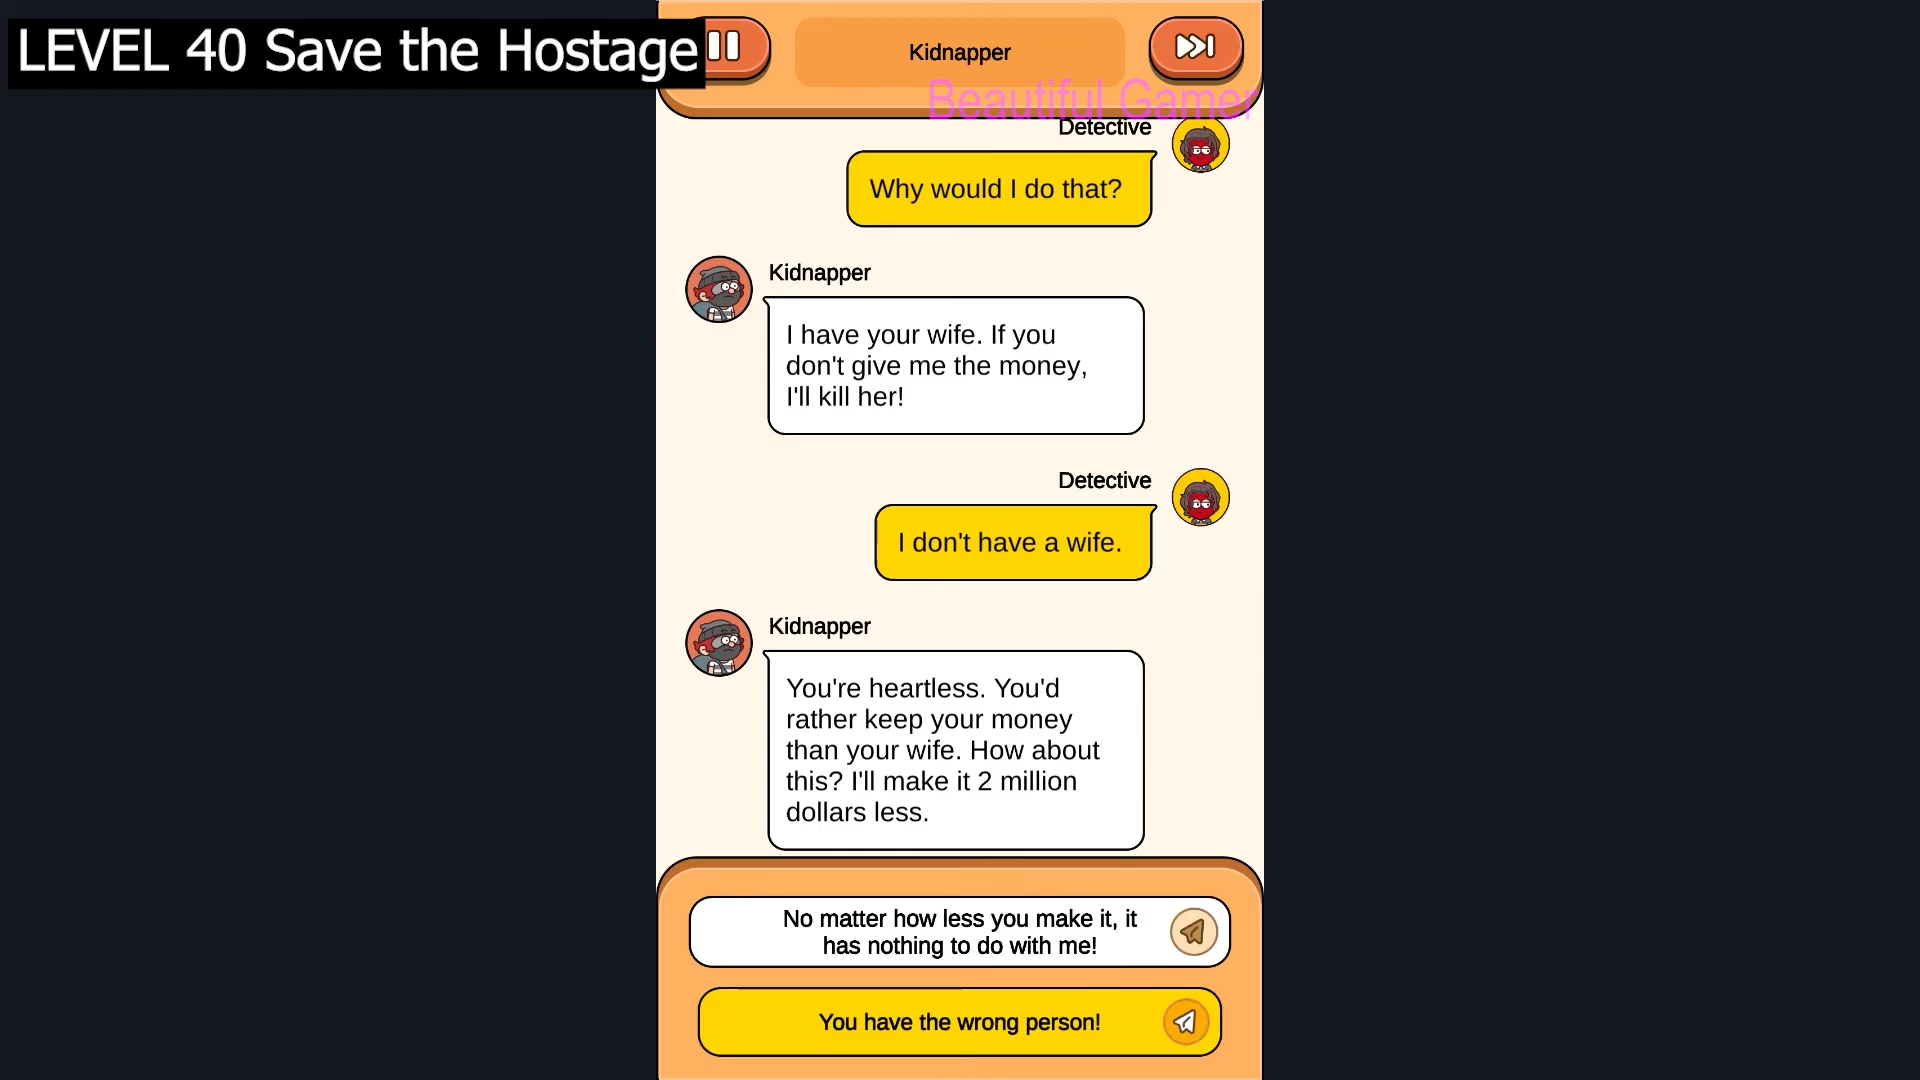 LEVEL 40 Save the Hostage
Kidnapper
Beautiful Gamer
Detective
Why would I do that?
Kidnapper
I have your wife. If you
don't give me the money,
I'll kill her!
Detective
I don't have a wife.
Kidnapper
You're heartless. You'd
rather keep your money
than your wife. How about
this? I'll make it 2 million
dollars less.
No matter how less you make it, it
has nothing to do with me!
You have the wrong person!